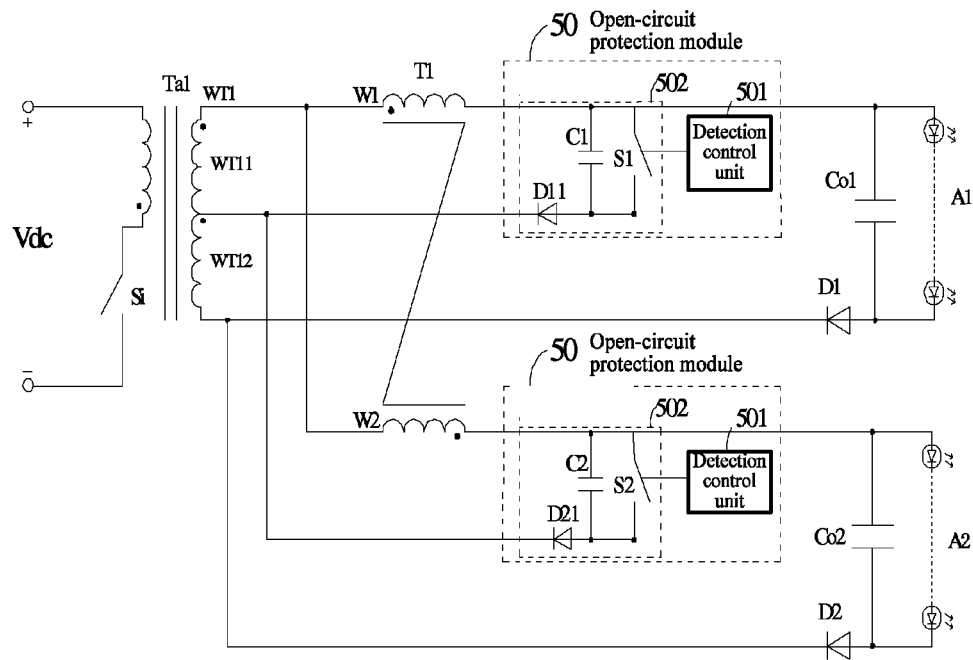 50 Open-circuit
protection module
Ta1
WT1
W1
T1
502
501
+
WT11
C1
S1
Detection
control
unit
D11
Co1
A1
Vdc
WT12
Si
D1
−
50 Open-circuit
protection module
W2
502
501
C2
S2
Detection
control
unit
D21
Co2
A2
D2